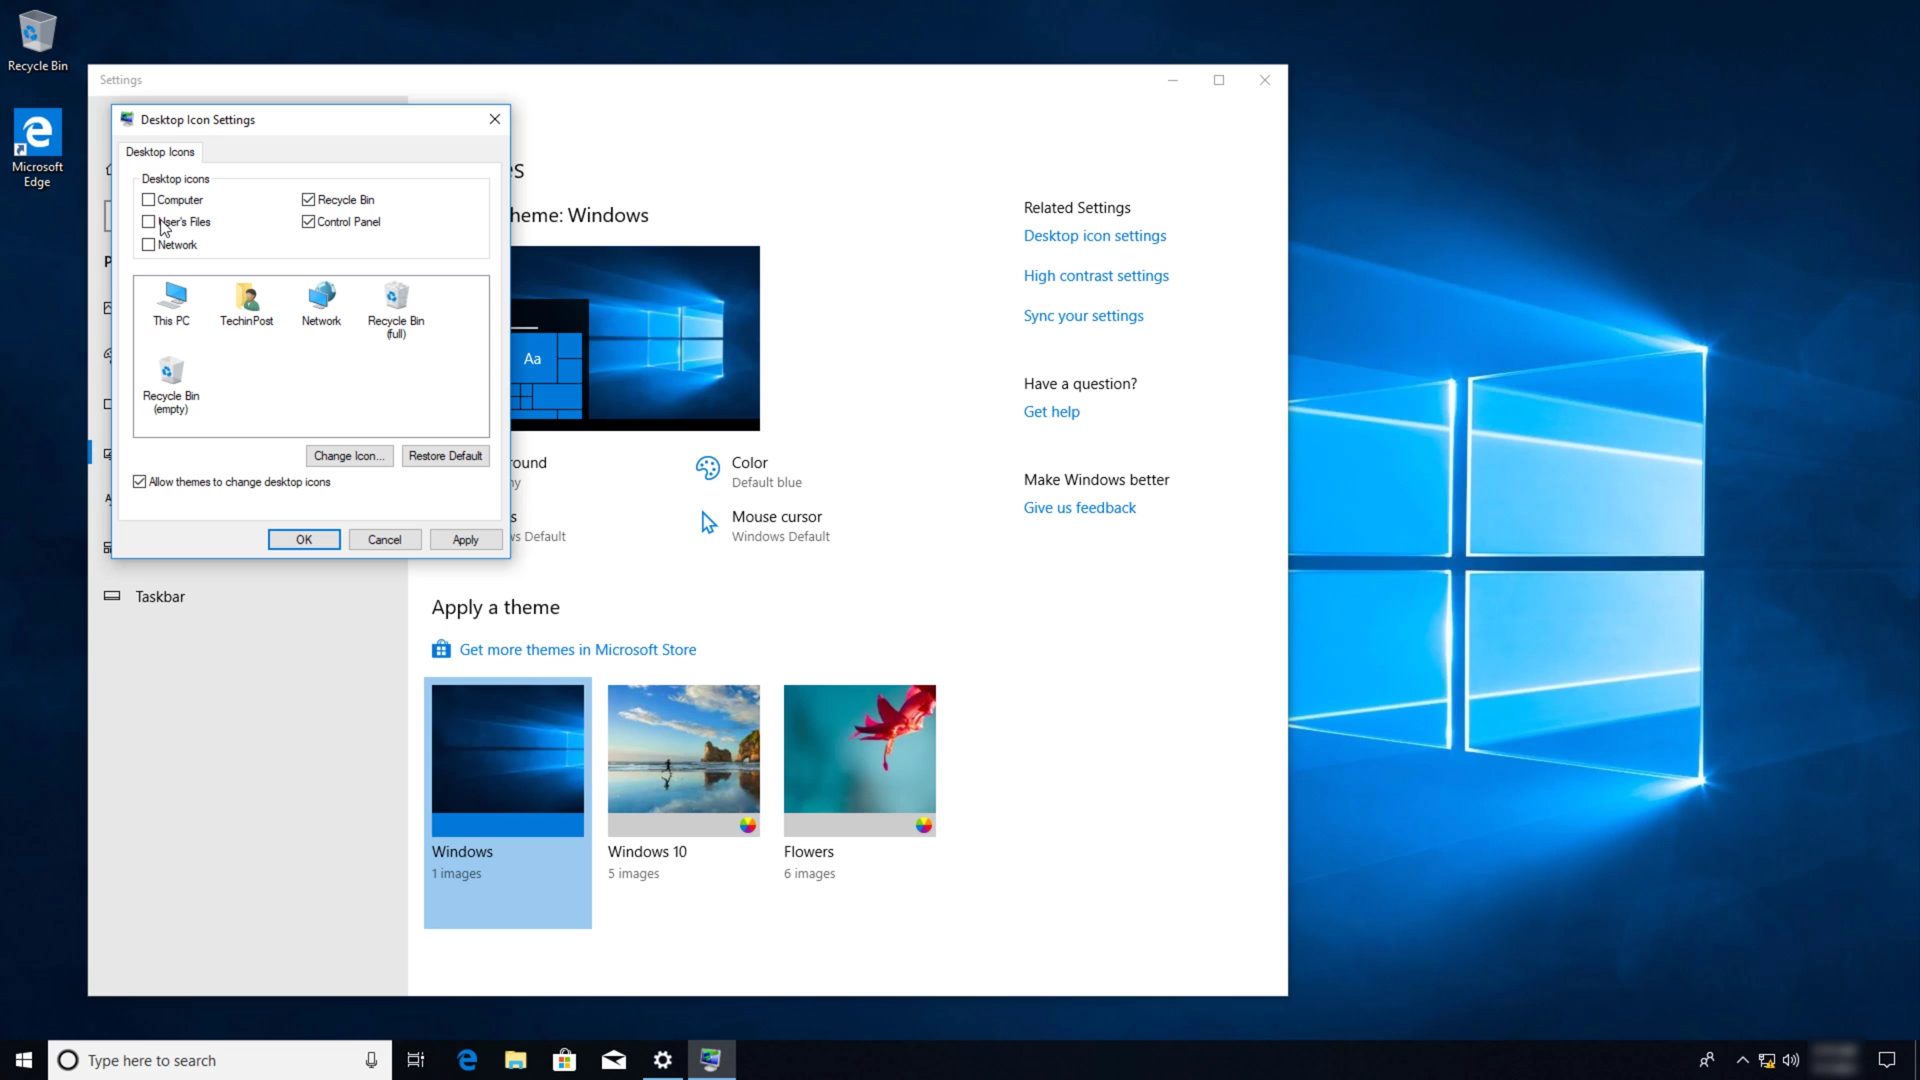 Recycle Bin
Microsoft
Edge
Settings
Desktop Icon Settings
Desktop Icons
Desktop icons
Computer
Recycle Bin
User's Files
Control Panel
Network
This PC
TechinPost
Network
Recycle Bin
(full)
Recycle Bin
(empty)
Change Icon...
Restore Default
Allow themes to change desktop icons
OK
Cancel
Apply
Taskbar
es
heme: Windows
Aa
round
ny
Color
Default blue
s
ws Default
Mouse cursor
Windows Default
Apply a theme
Get more themes in Microsoft Store
Windows
1 images
Windows 10
5 images
Flowers
6 images
Related Settings
Desktop icon settings
High contrast settings
Sync your settings
Have a question?
Get help
Make Windows better
Give us feedback
Type here to search